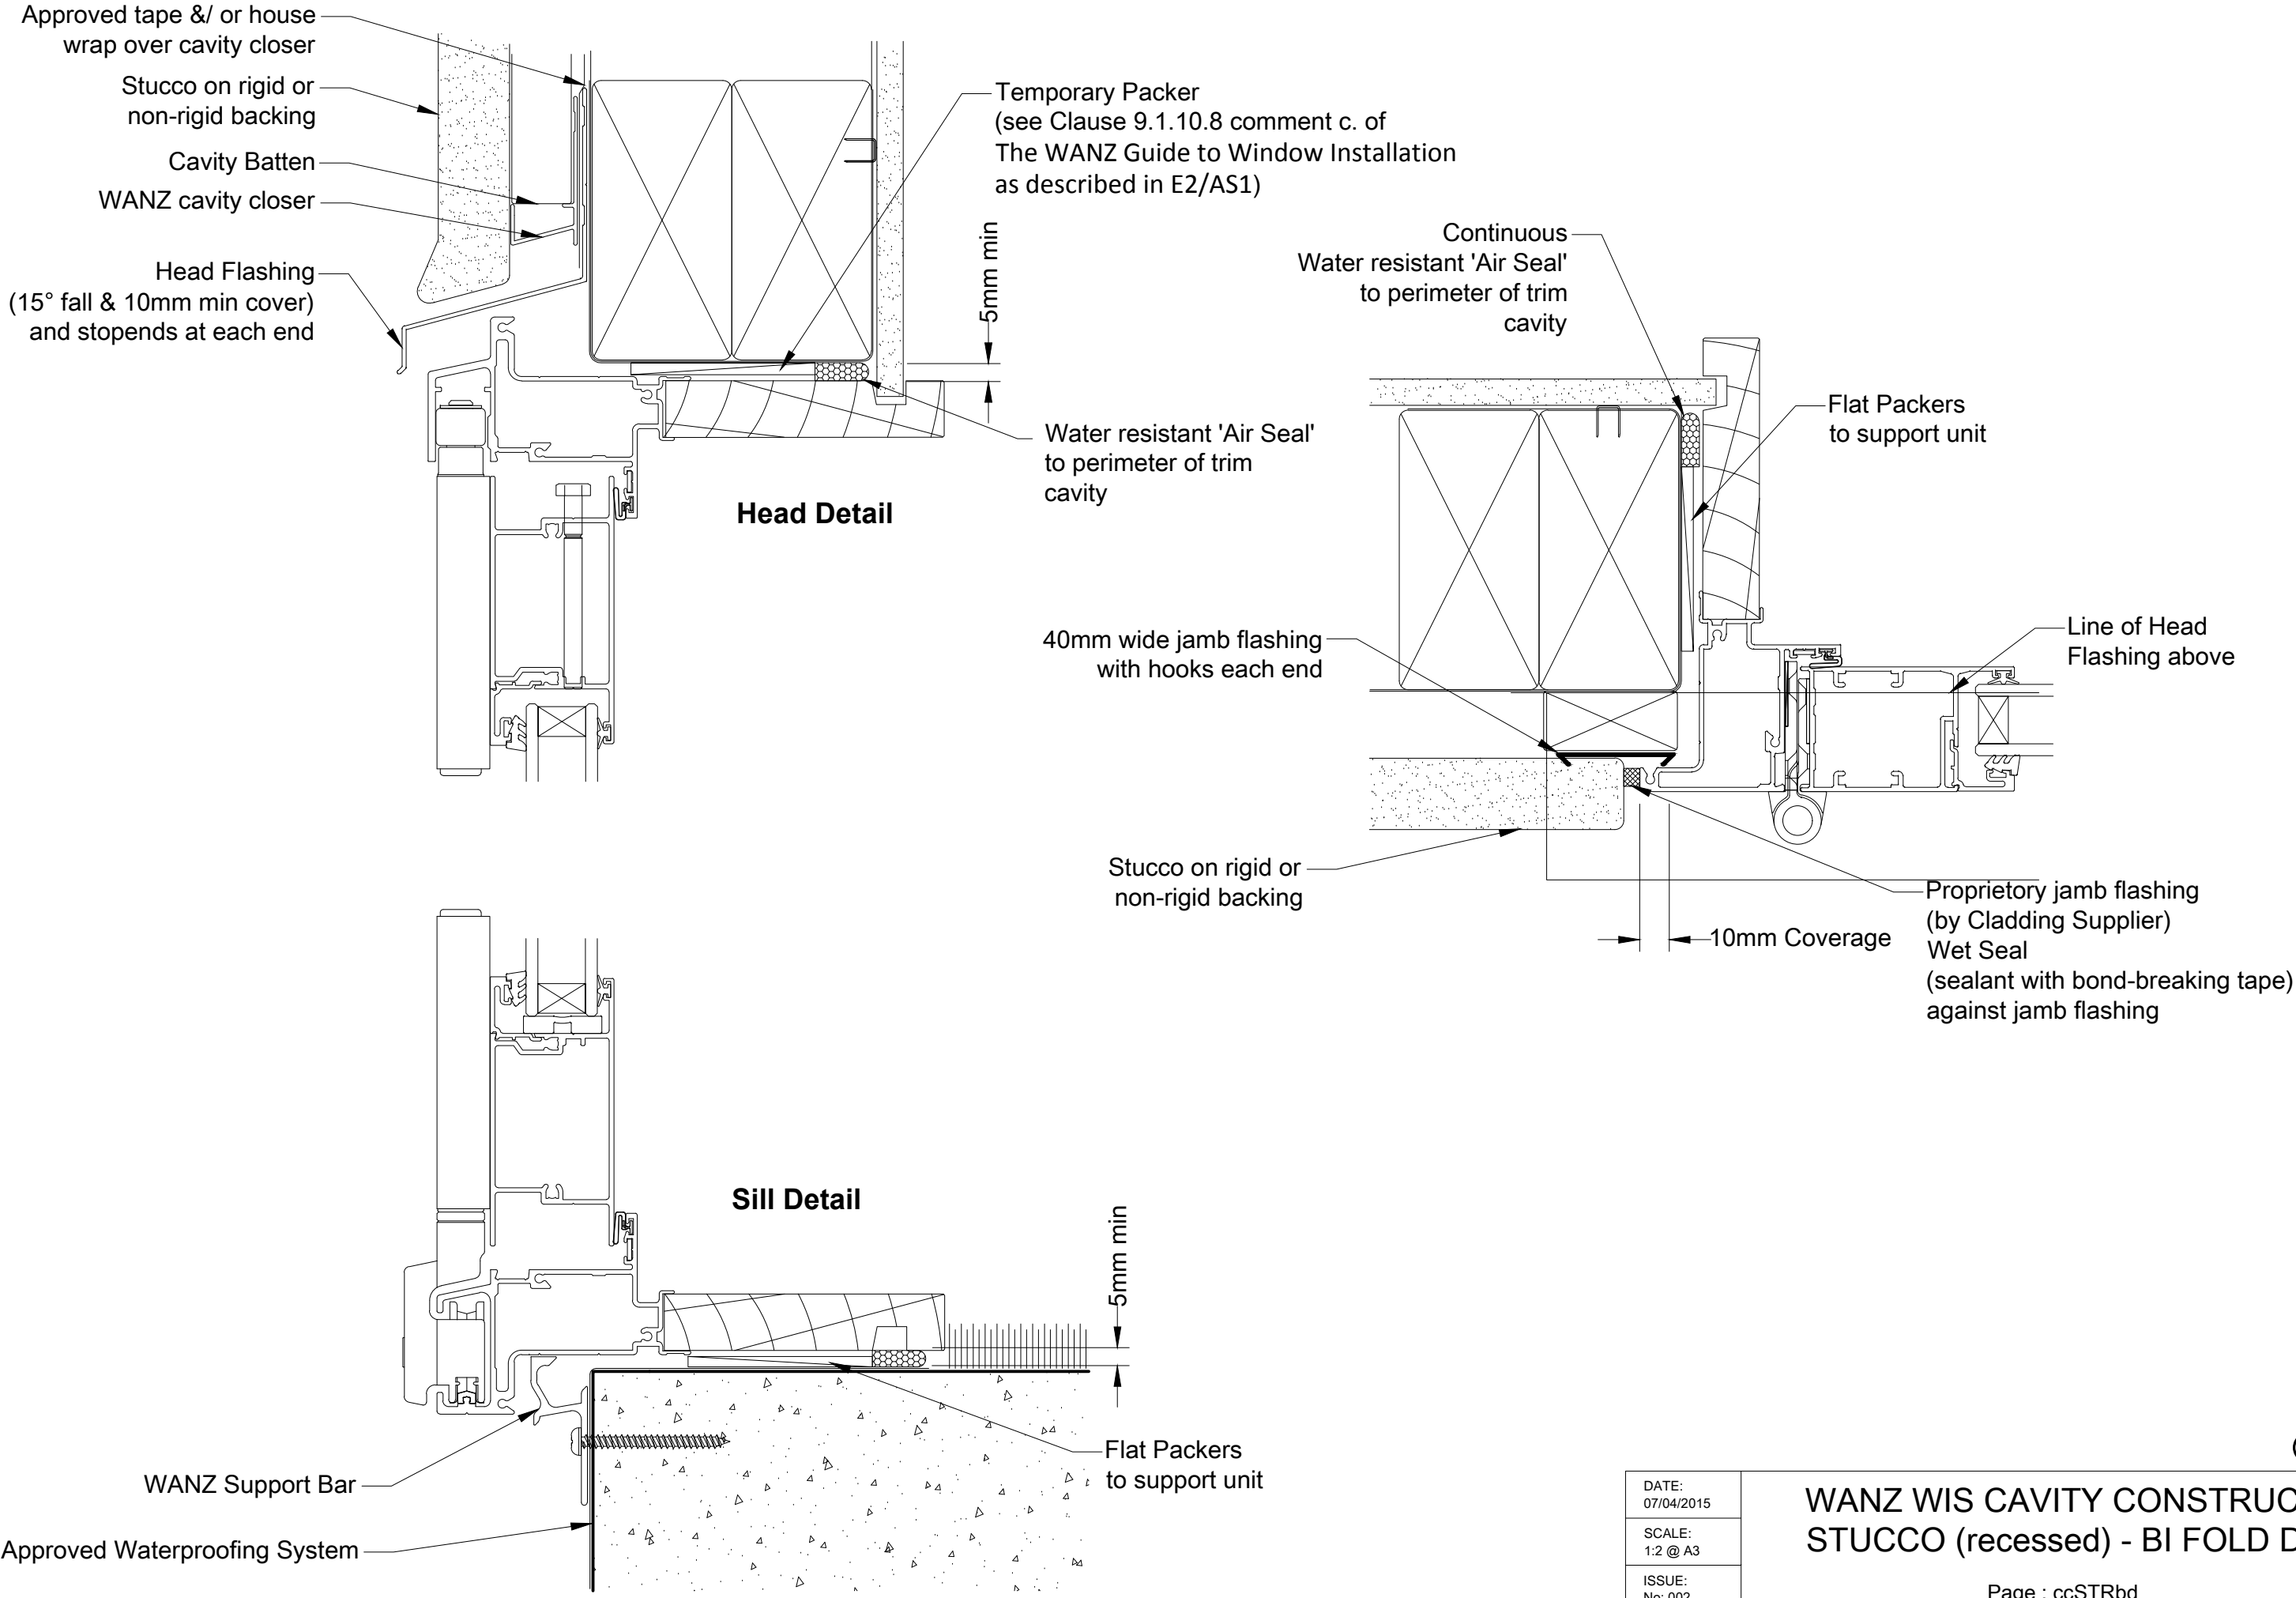 Approved tape &/ or house
wrap over cavity closer
Stucco on rigid or
non-rigid backing
Cavity Batten
WANZ cavity closer
Head Flashing
(15° fall & 10mm min cover)
and stopends at each end
Temporary Packer
(see Clause 9.1.10.8 comment c. of
The WANZ Guide to Window Installation
as described in E2/AS1)
5mm min
Water resistant 'Air Seal'
to perimeter of trim
cavity
Head Detail
Continuous
Water resistant 'Air Seal'
to perimeter of trim
cavity
Flat Packers
to support unit
40mm wide jamb flashing
with hooks each end
Line of Head
Flashing above
Stucco on rigid or
non-rigid backing
10mm Coverage
Proprietory jamb flashing
(by Cladding Supplier)
Wet Seal
(sealant with bond-breaking tape)
against jamb flashing
Sill Detail
5mm min
Flat Packers
to support unit
WANZ Support Bar
Approved Waterproofing System
DATE:
07/04/2015
SCALE:
1:2 @ A3
ISSUE:
No: 002
WANZ WIS CAVITY CONSTRUC
STUCCO (recessed) - BI FOLD D
Page : ccSTRbd